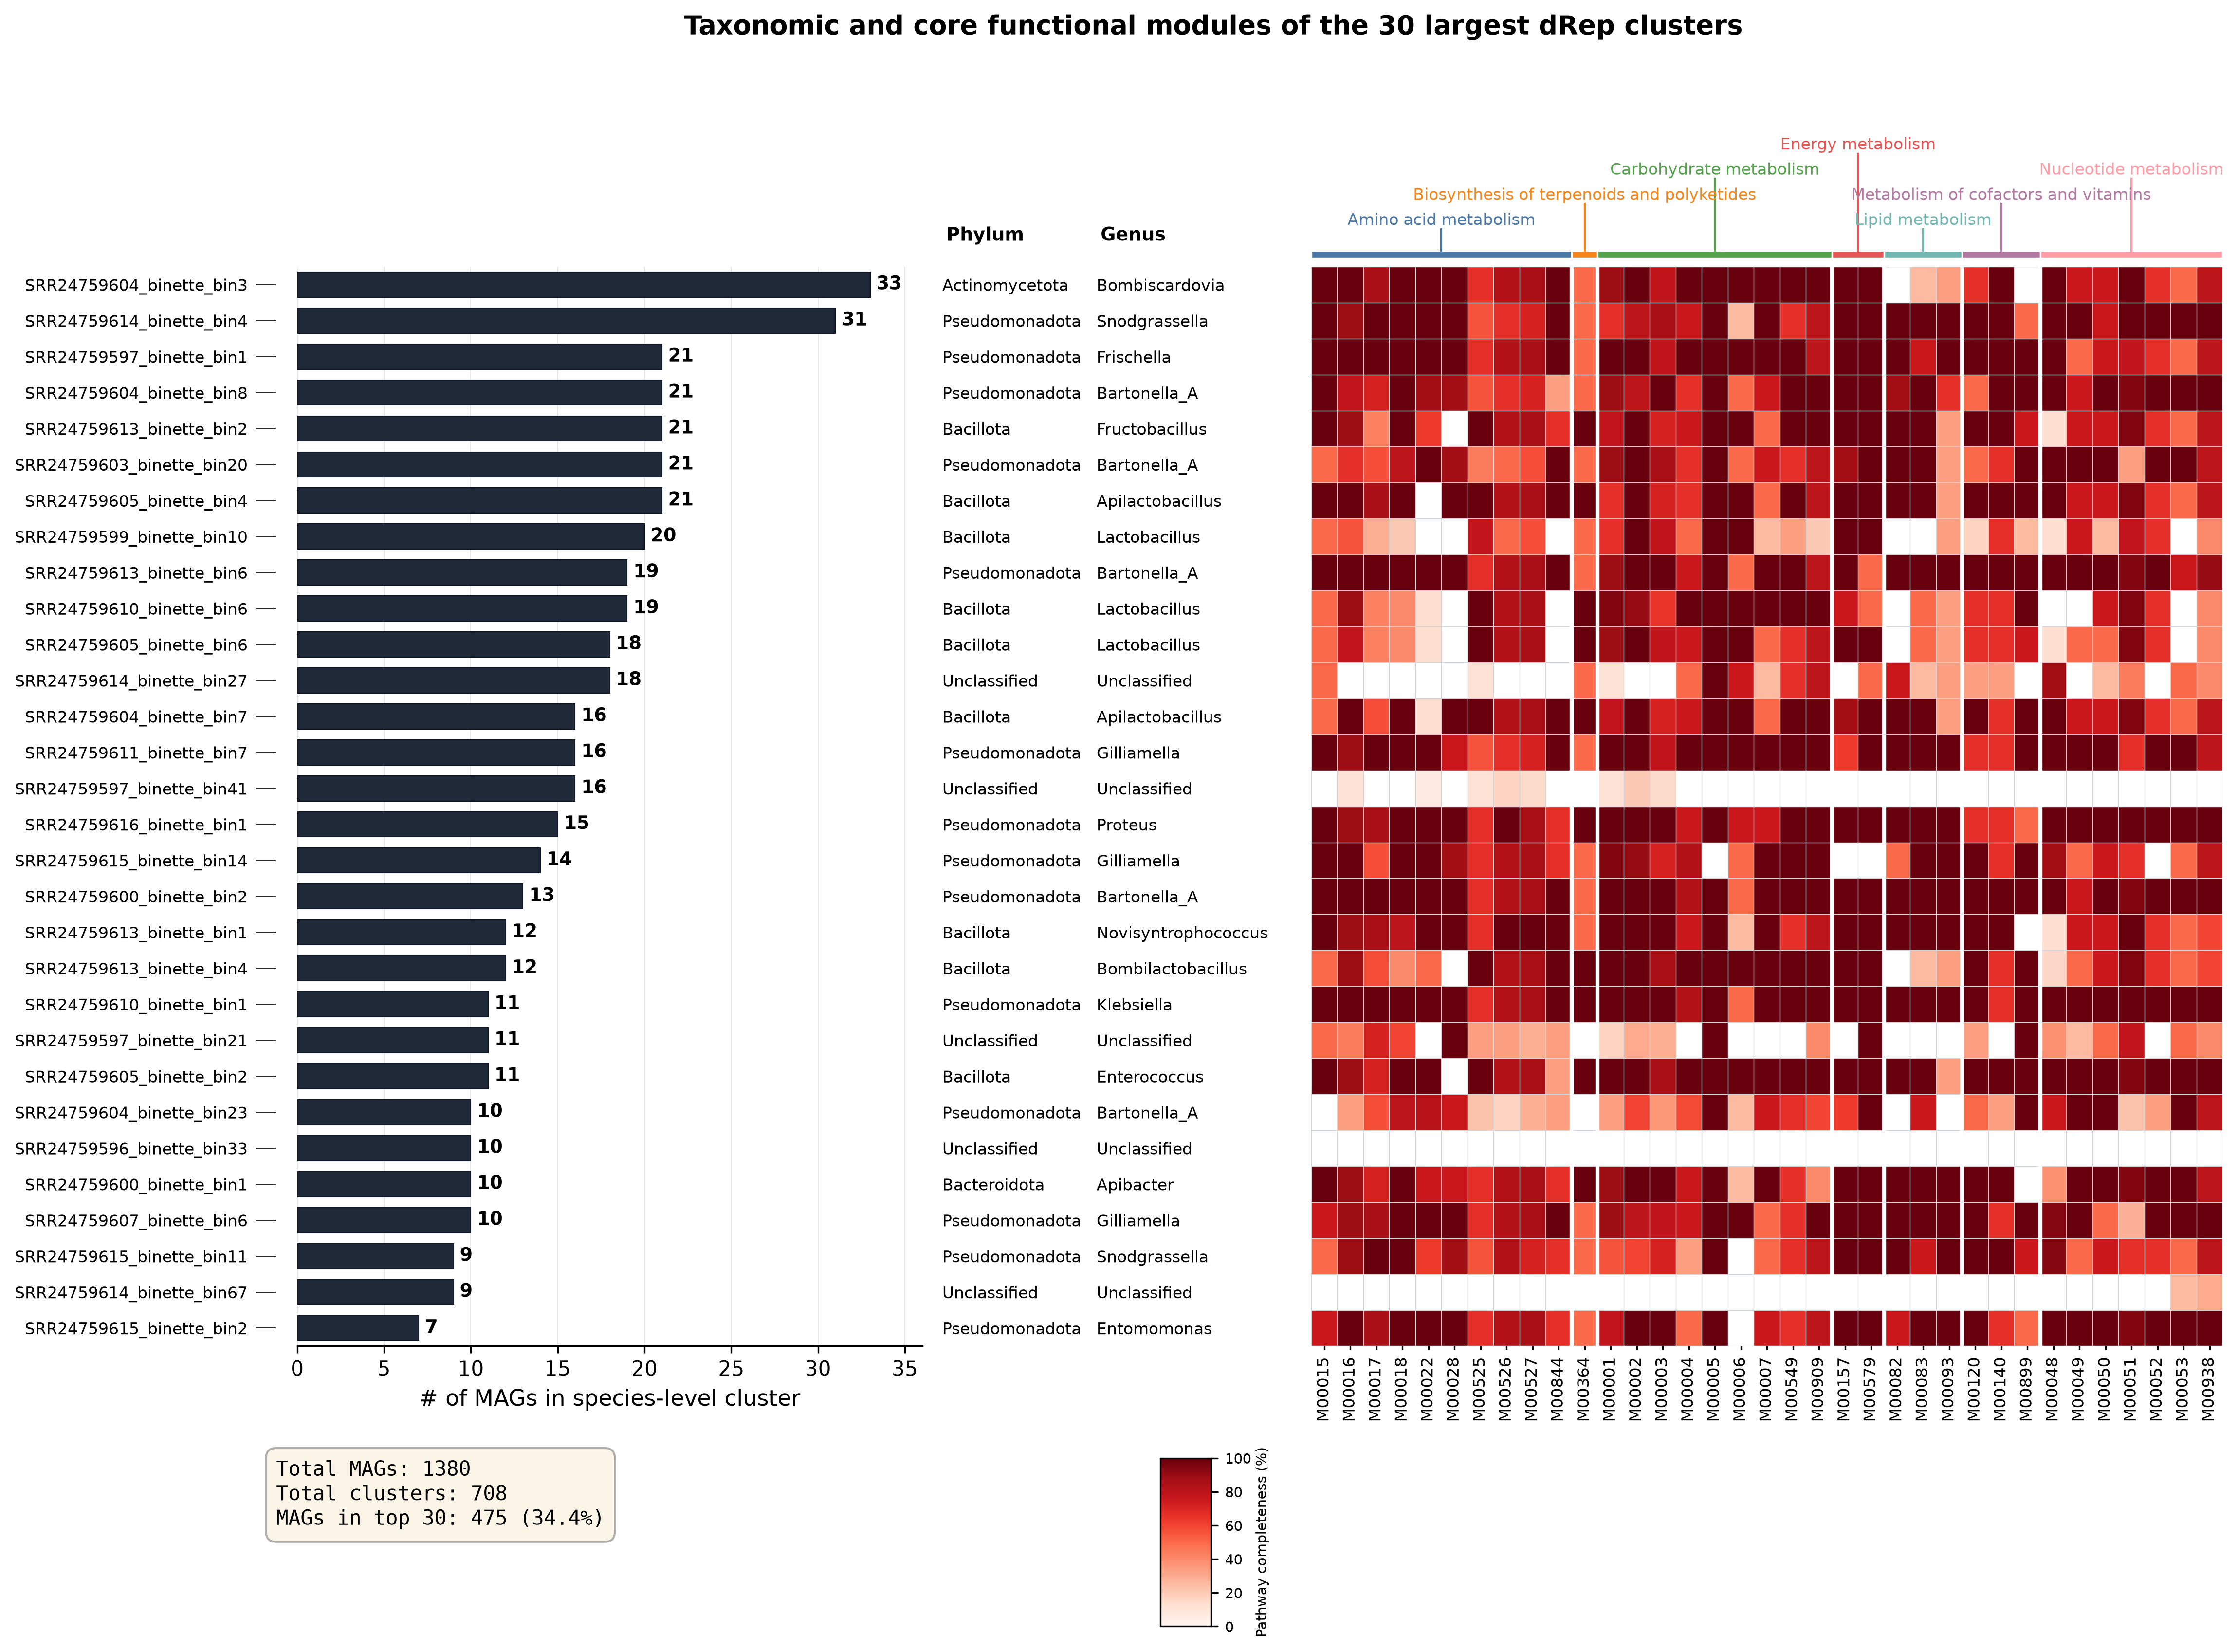 Taxonomic and core functional modules of the 30 largest dRep clusters
Energy metabolism
Carbohydrate metabolism
Nucleotide metabolism
Biosynthesis of terpenoids and polyketides
Metabolism of cofactors and vitamins
Amino acid metabolism
Lipid metabolism
Phylum Genus
SRR24759604_binette_bin3 33 Actinomycetota Bombiscardovia
SRR24759614_binette_bin4 31 Pseudomonadota Snodgrassella
SRR24759597_binette_bin1 21 Pseudomonadota Frischella
SRR24759604_binette_bin8 21 Pseudomonadota Bartonella_A
SRR24759613_binette_bin2 21 Bacillota Fructobacillus
SRR24759603_binette_bin20 21 Pseudomonadota Bartonella_A
SRR24759605_binette_bin4 21 Bacillota Apilactobacillus
SRR24759599_binette_bin10 20 Bacillota Lactobacillus
SRR24759613_binette_bin6 19 Pseudomonadota Bartonella_A
SRR24759610_binette_bin6 19 Bacillota Lactobacillus
SRR24759605_binette_bin6 18 Bacillota Lactobacillus
SRR24759614_binette_bin27 18 Unclassified Unclassified
SRR24759604_binette_bin7 16 Bacillota Apilactobacillus
SRR24759611_binette_bin7 16 Pseudomonadota Gilliamella
SRR24759597_binette_bin41 16 Unclassified Unclassified
SRR24759616_binette_bin1 15 Pseudomonadota Proteus
SRR24759615_binette_bin14 14 Pseudomonadota Gilliamella
SRR24759600_binette_bin2 13 Pseudomonadota Bartonella_A
SRR24759613_binette_bin1 12 Bacillota Novisyntrophococcus
SRR24759613_binette_bin4 12 Bacillota Bombilactobacillus
SRR24759610_binette_bin1 11 Pseudomonadota Klebsiella
SRR24759597_binette_bin21 11 Unclassified Unclassified
SRR24759605_binette_bin2 11 Bacillota Enterococcus
SRR24759604_binette_bin23 10 Pseudomonadota Bartonella_A
SRR24759596_binette_bin33 10 Unclassified Unclassified
SRR24759600_binette_bin1 10 Bacteroidota Apibacter
SRR24759607_binette_bin6 10 Pseudomonadota Gilliamella
SRR24759615_binette_bin11 9 Pseudomonadota Snodgrassella
SRR24759614_binette_bin67 9 Unclassified Unclassified
SRR24759615_binette_bin2 7 Pseudomonadota Entomomonas
0 5 10 15 20 25 30 35
# of MAGs in species-level cluster
M00015 M00016 M00017 M00018 M00022 M00028 M00525 M00526 M00527 M00844 M00364 M00001 M00002 M00003 M00004 M00005 M00006 M00007 M00549 M00909 M00157 M00579 M00082 M00083 M00093 M00120 M00140 M00899 M00048 M00049 M00050 M00051 M00052 M00053 M00938
Total MAGs: 1380
Total clusters: 708
MAGs in top 30: 475 (34.4%)
100
80
60
40
20
0
Pathway completeness (%)